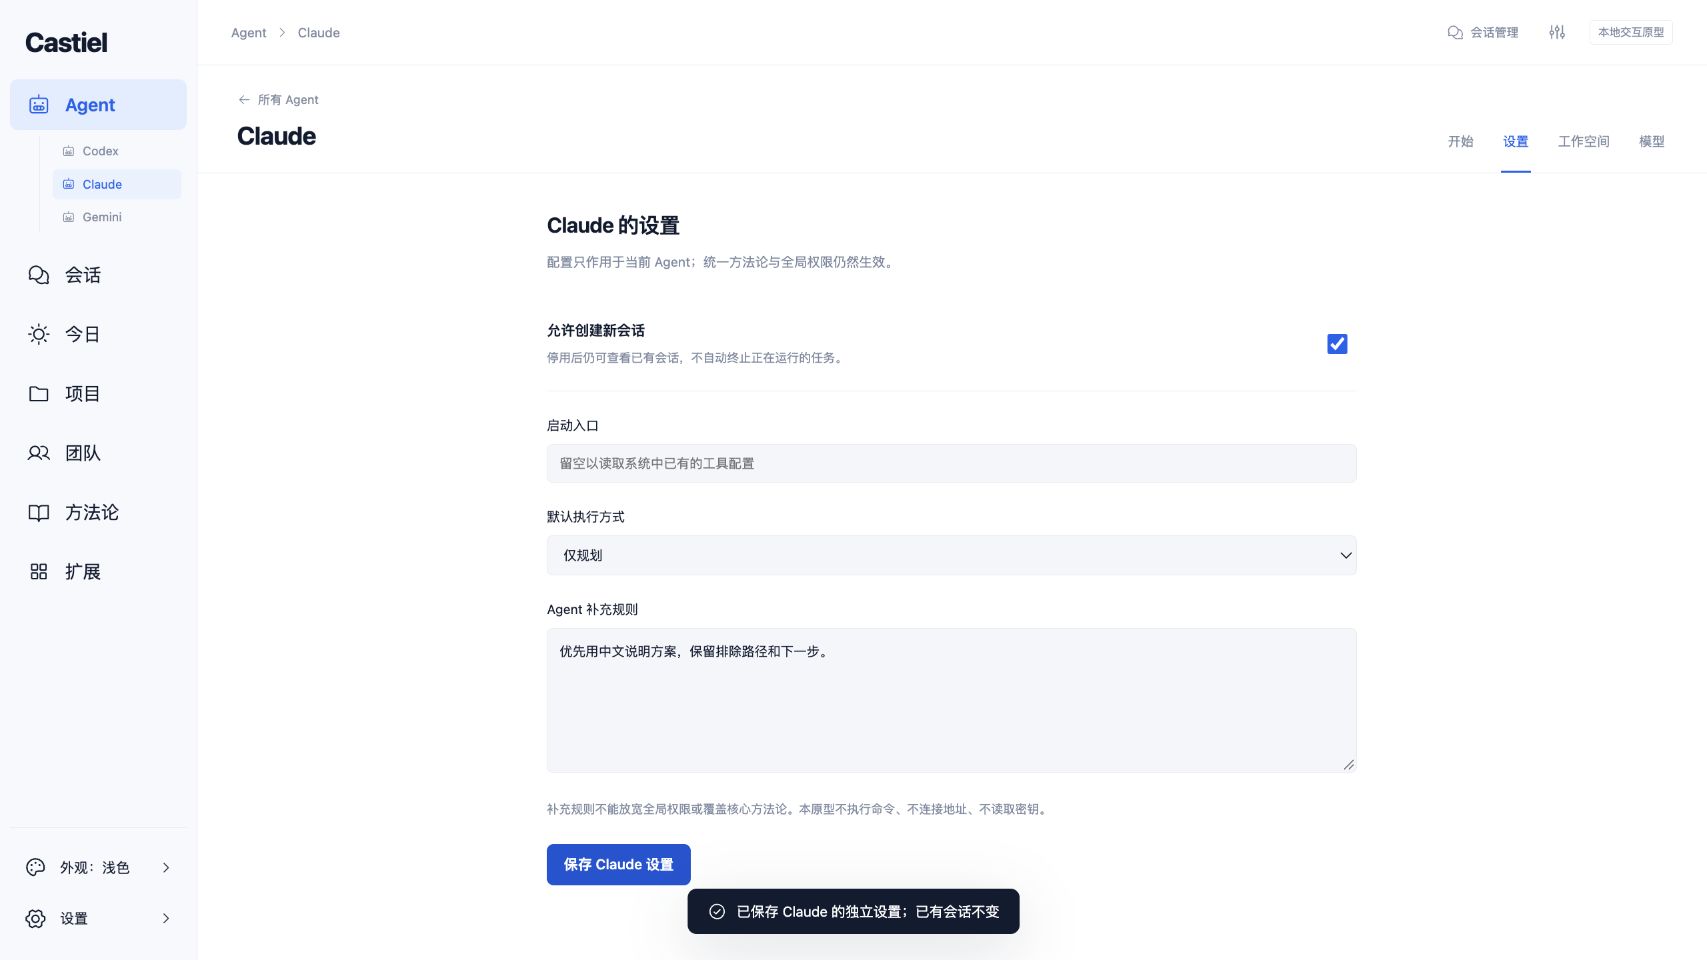 Castiel
Agent
Codex
Claude
Gemini
会话
今日
项目
团队
方法论
扩展
外观：浅色
设置
Agent > Claude
会话管理
本地交互原型
← 所有 Agent
Claude
开始
设置
工作空间
模型
Claude 的设置
配置只作用于当前 Agent；统一方法论与全局权限仍然生效。
允许创建新会话
停用后仍可查看已有会话，不自动终止正在运行的任务。
启动入口
留空以读取系统中已有的工具配置
默认执行方式
仅规划
Agent 补充规则
优先用中文说明方案，保留排除路径和下一步。
补充规则不能放宽全局权限或覆盖核心方法论。本原型不执行命令、不连接地址、不读取密钥。
保存 Claude 设置
已保存 Claude 的独立设置；已有会话不变